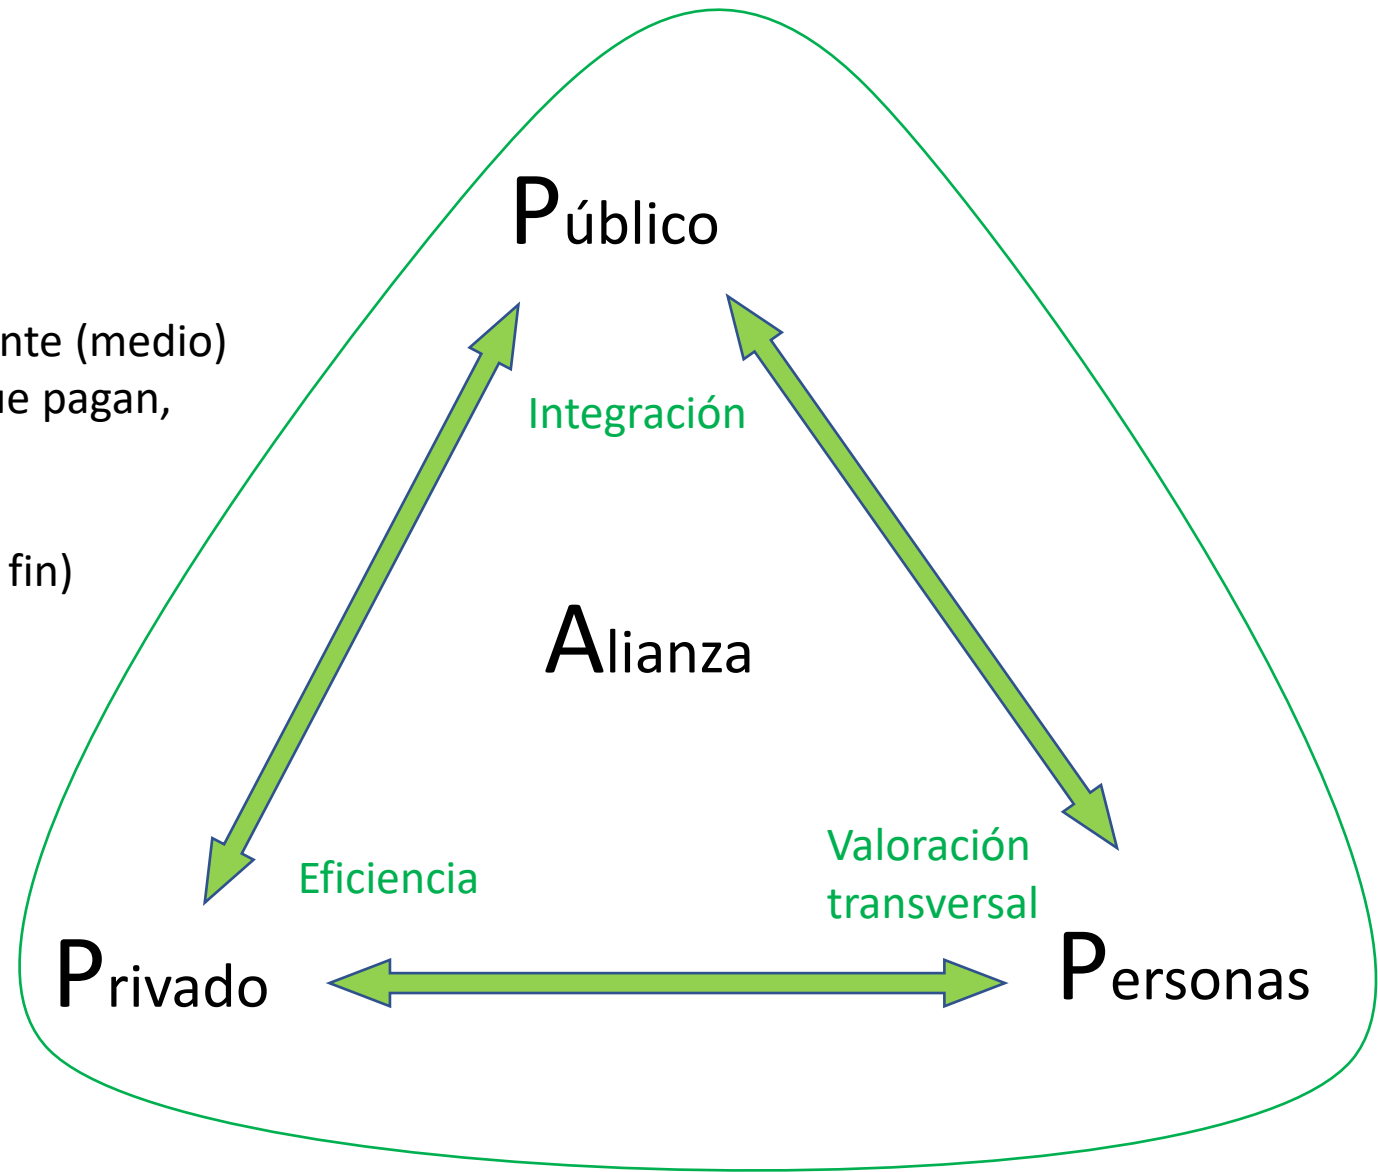 Público
nte (medio)
ue pagan,
Integración
fin)
Alianza
Valoración
transversal
Eficiencia
Privado
Personas